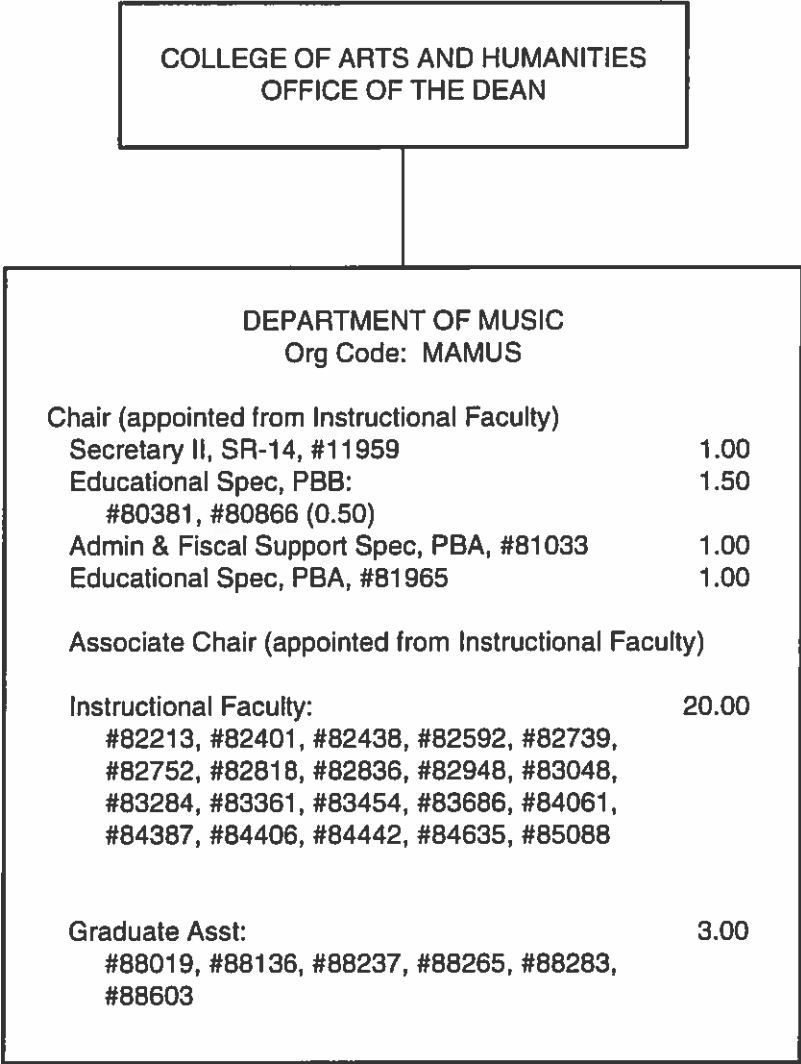 COLLEGE OF ARTS AND HUMANITIES
OFFICE OF THE DEAN
DEPARTMENT OF MUSIC
Org Code: MAMUS
Chair (appointed from Instructional Faculty)
Secretary II, SR-14, #11959 1.00
Educational Spec, PBB: 1.50
#80381, #80866 (0.50)
Admin & Fiscal Support Spec, PBA, #81033 1.00
Educational Spec, PBA, #81965 1.00
Associate Chair (appointed from Instructional Faculty)
Instructional Faculty: 20.00
#82213, #82401, #82438, #82592, #82739,
#82752, #82818, #82836, #82948, #83048,
#83284, #83361, #83454, #83686, #84061,
#84387, #84406, #84442, #84635, #85088
Graduate Asst: 3.00
#88019, #88136, #88237, #88265, #88283,
#88603